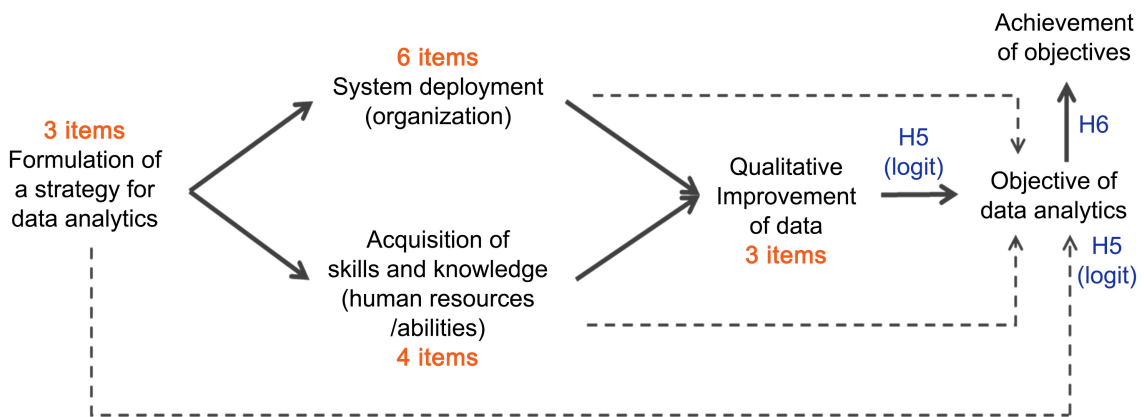 3 items
Formulation of
a strategy for
data analytics
6 items
System deployment
(organization)
Acquisition of
skills and knowledge
(human resources
/abilities)
4 items
Qualitative
Improvement
of data
3 items
H5
(logit)
Achievement
of objectives
H6
Objective of
data analytics
H5
(logit)